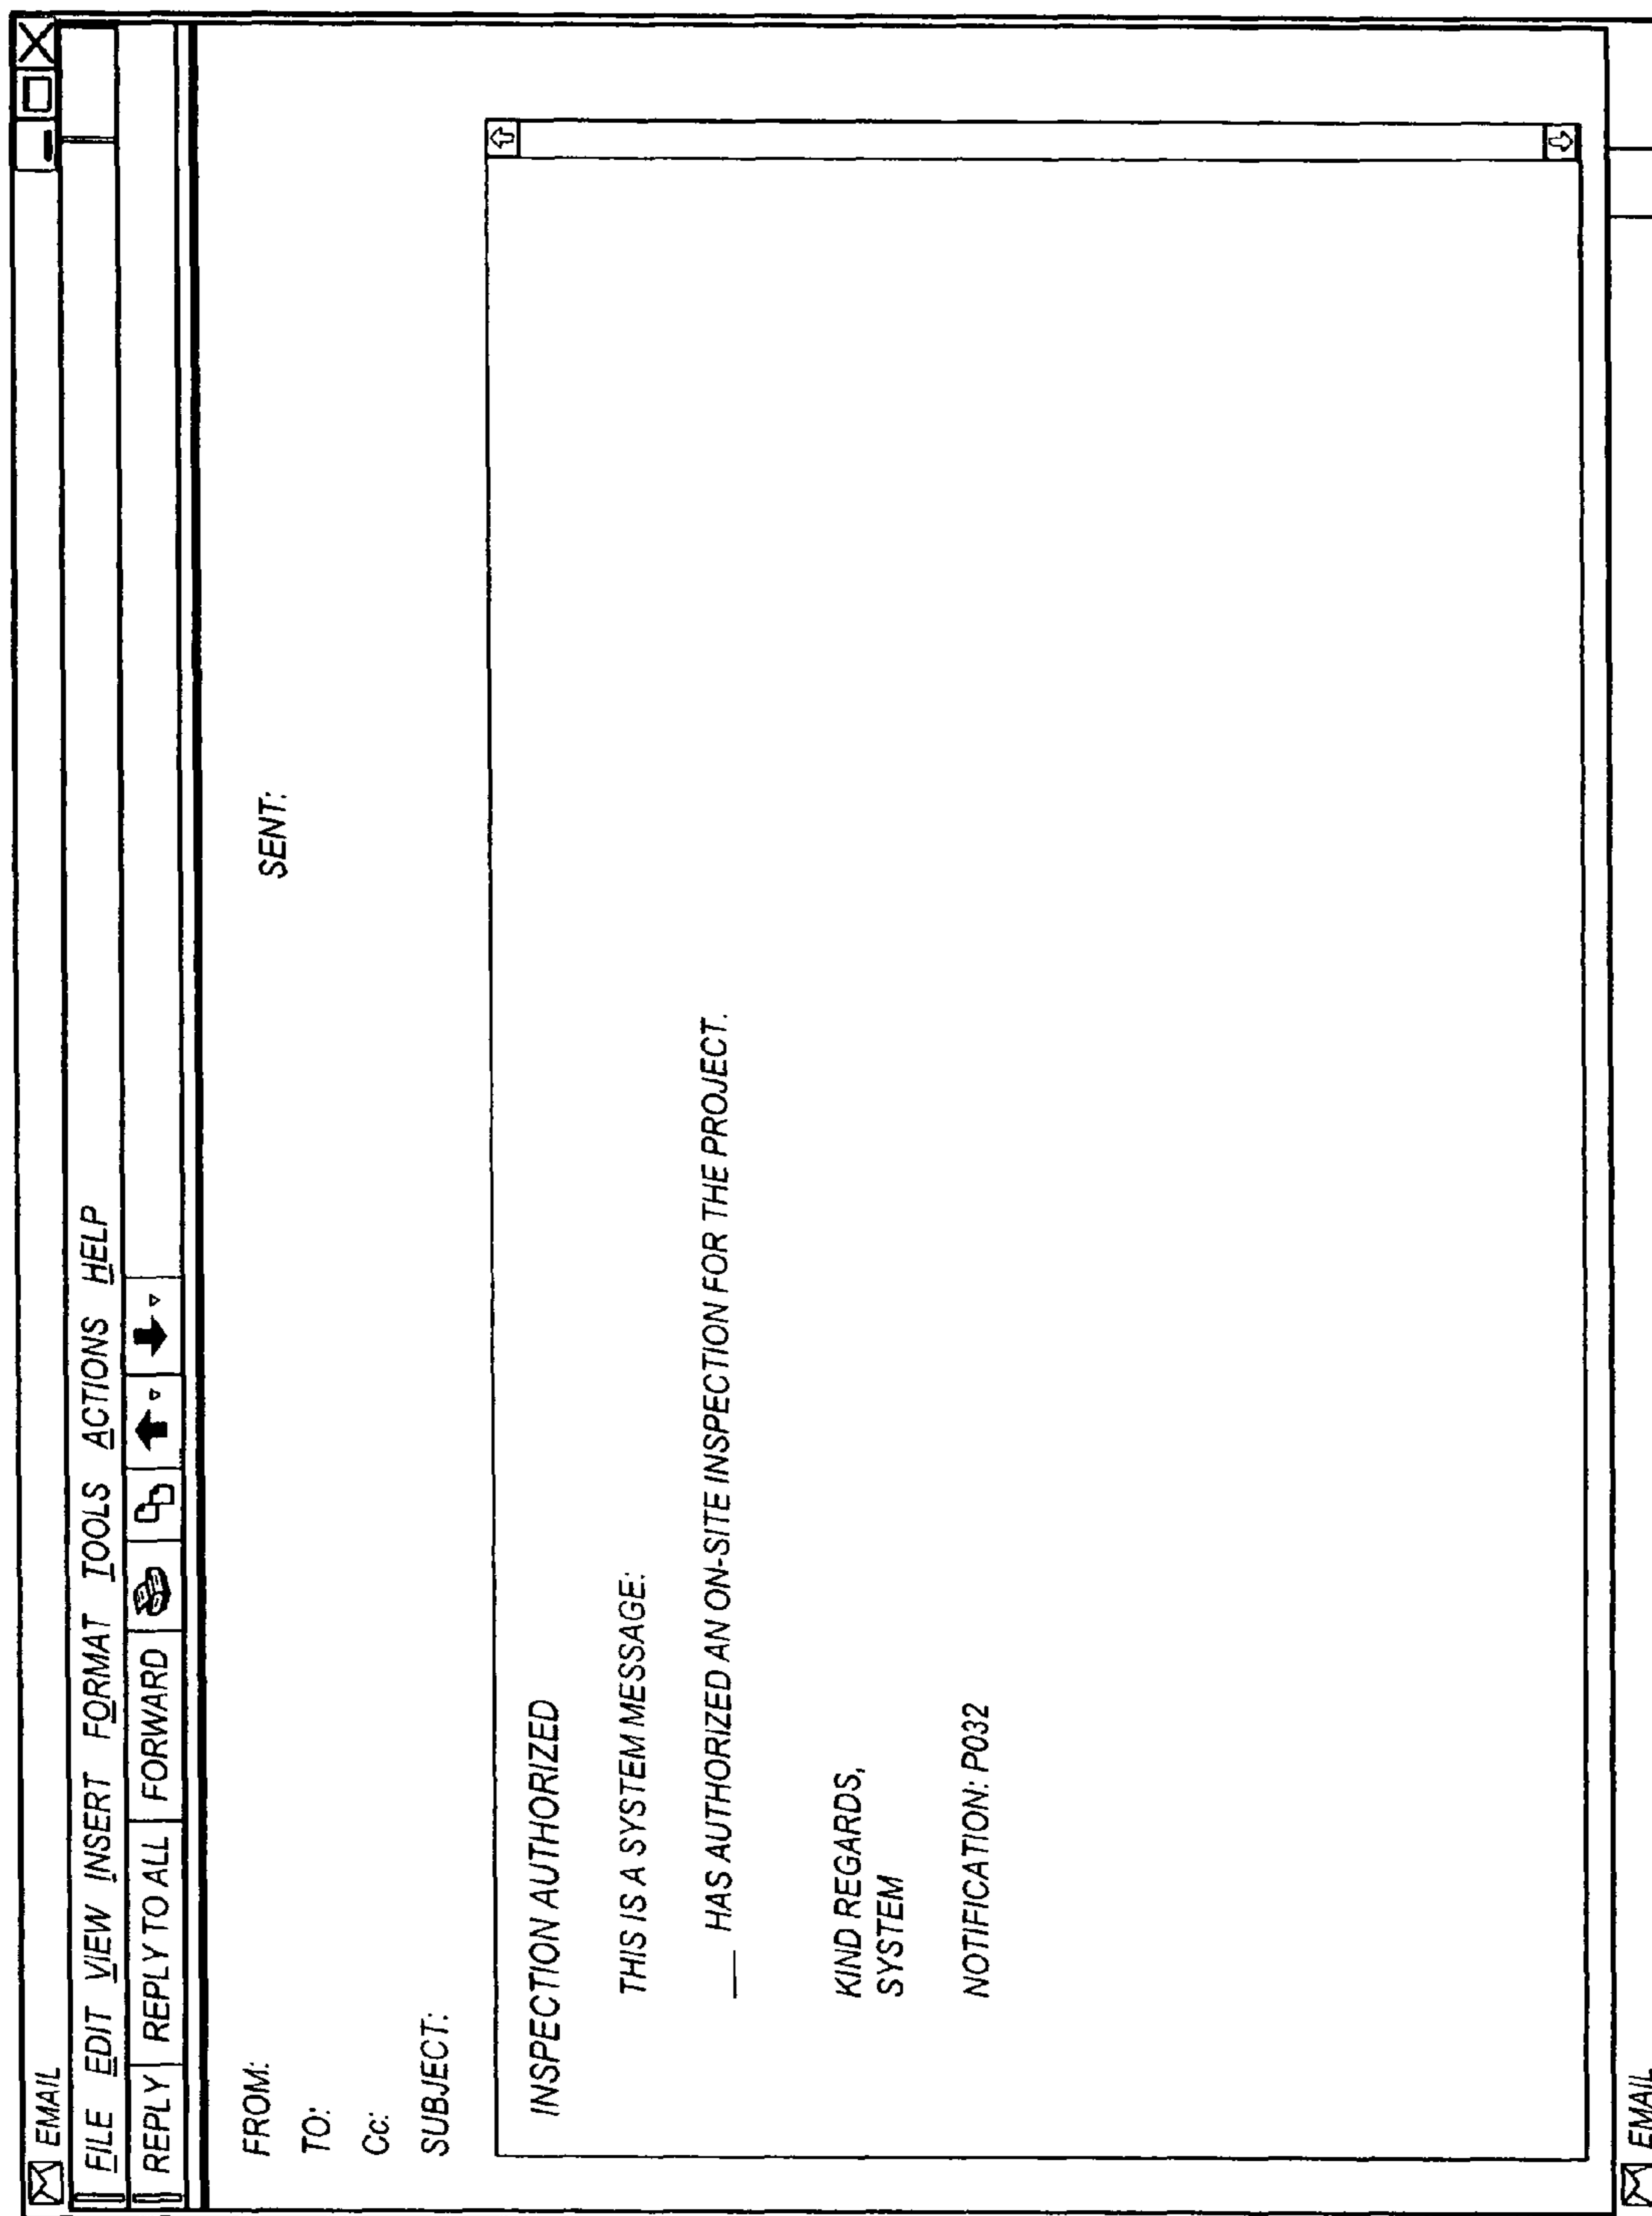 EMAIL
FILE EDIT VIEW INSERT FORMAT TOOLS ACTIONS HELP
REPLY REPLY TO ALL FORWARD
FROM: SENT:
TO:
Cc:
SUBJECT:
INSPECTION AUTHORIZED
THIS IS A SYSTEM MESSAGE:
___ HAS AUTHORIZED AN ON-SITE INSPECTION FOR THE PROJECT.
KIND REGARDS,
SYSTEM
NOTIFICATION: P032
EMAIL